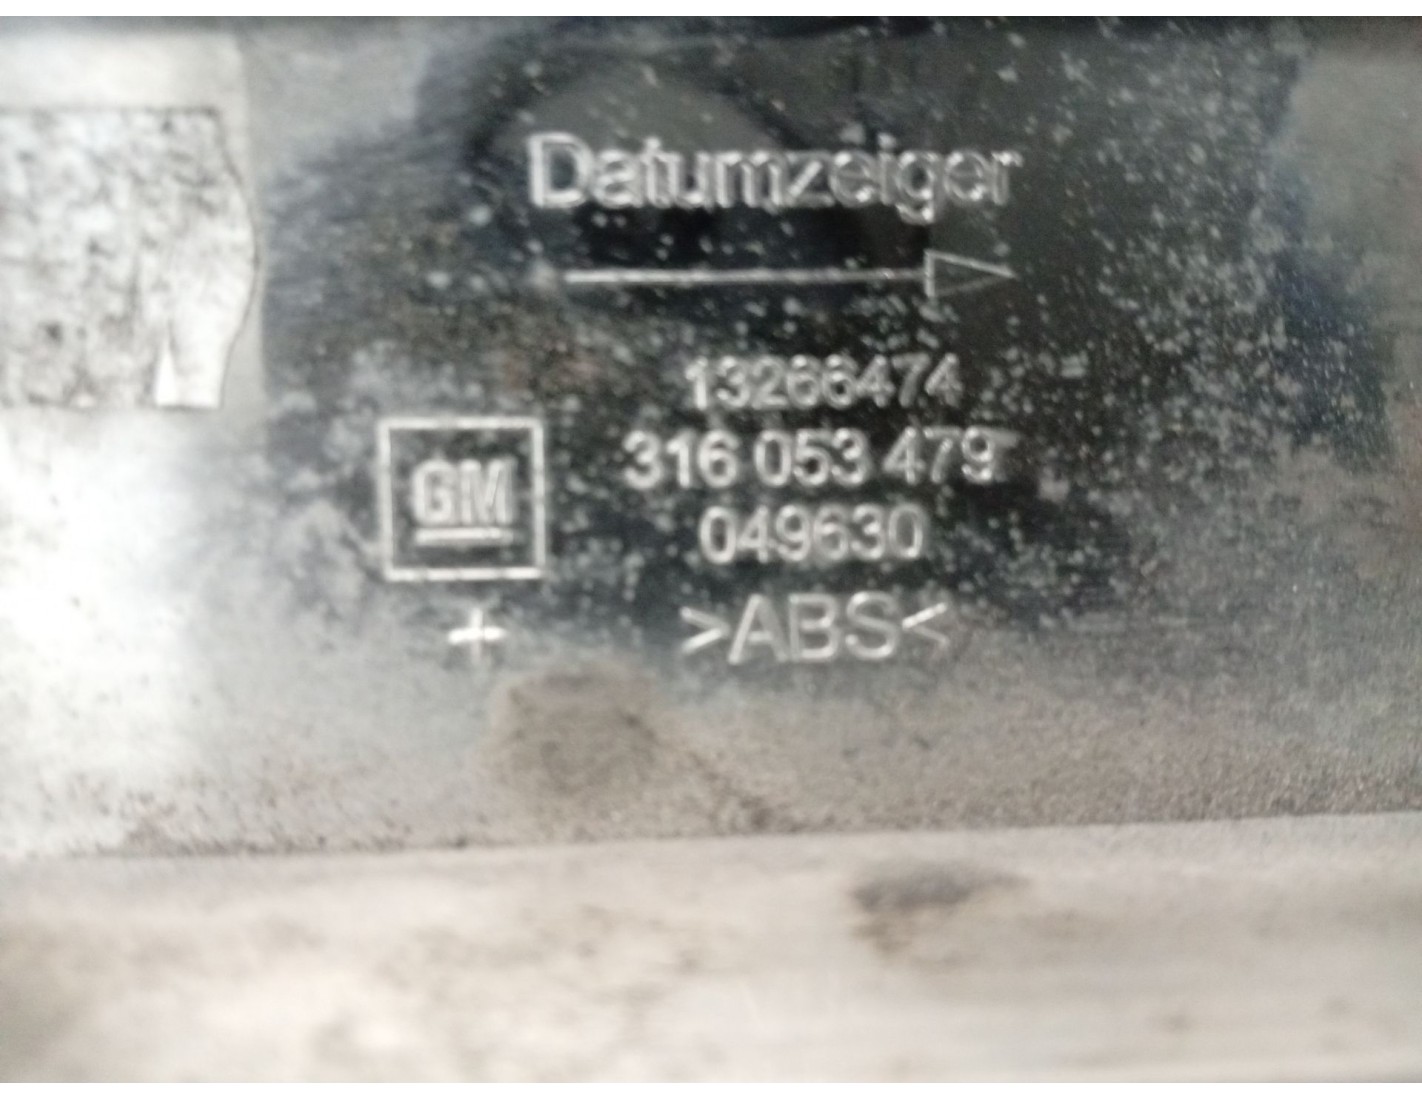 Datumzeiger
13266474
GM
316 053 479
049630
>ABS<